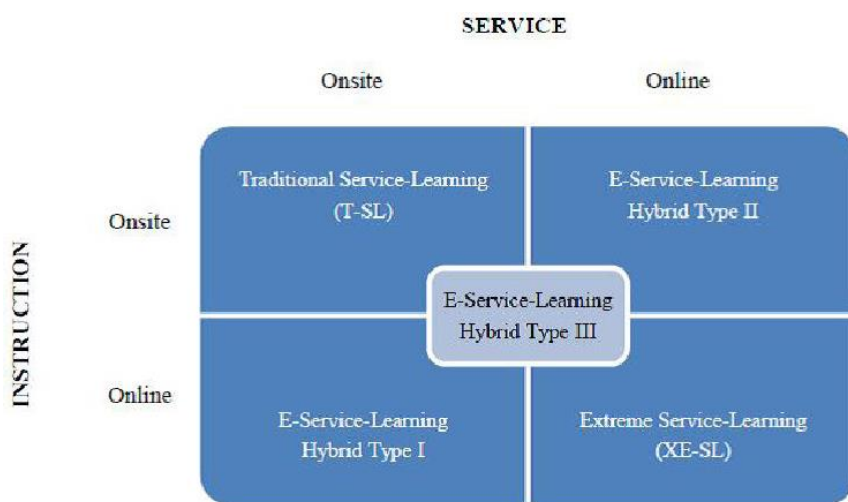 SERVICE
Onsite
Online
INSTRUCTION
Onsite
Traditional Service-Learning
(T-SL)
E-Service-Learning
Hybrid Type II
E-Service-Learning
Hybrid Type III
Online
E-Service-Learning
Hybrid Type I
Extreme Service-Learning
(XE-SL)